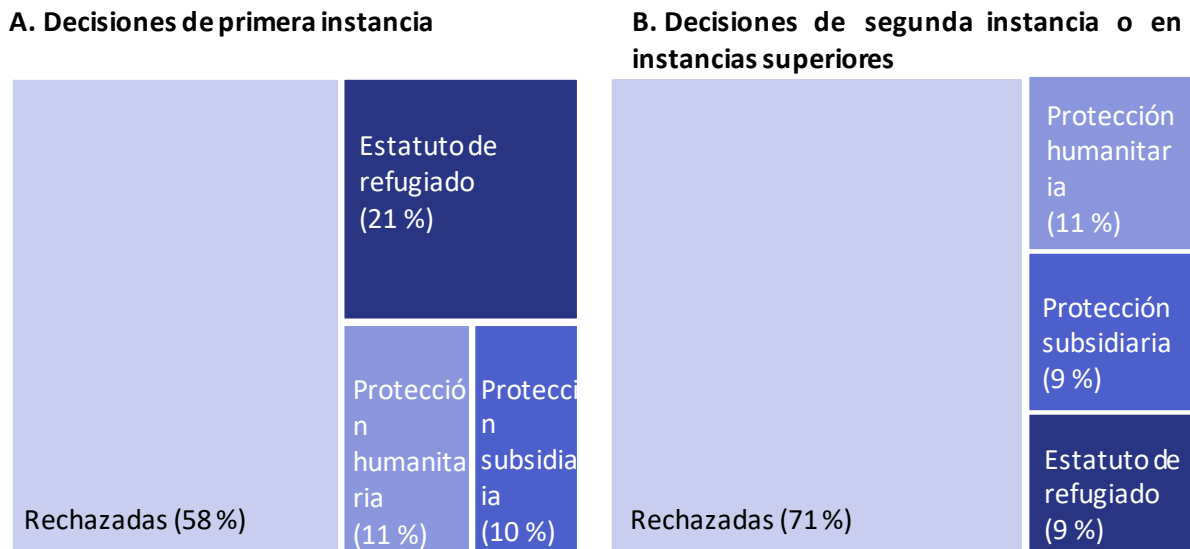 A. Decisiones de primera instancia
Estatuto de
refugiado
(21 %)
Protecció
n
humanita
ria
(11 %)
Protecci
n
subsidia
ia
(10 %)
Rechazadas (58 %)
B. Decisiones de segunda instancia o en
instancias superiores
Protección
humanitar
ia
(11 %)
Protección
subsidiaria
(9 %)
Estatuto de
refugiado
(9 %)
Rechazadas (71 %)